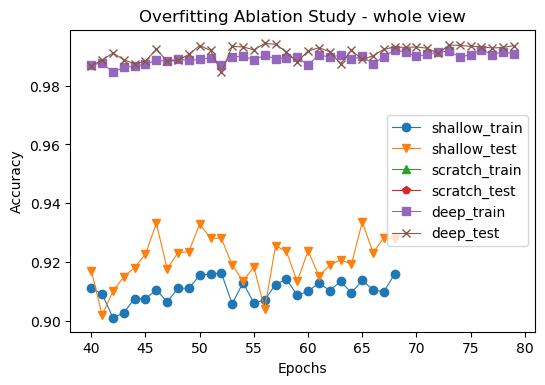 Overfitting Ablation Study - whole view
Accuracy
0.98
0.96
0.94
0.92
0.90
shallow_train
shallow_test
scratch_train
scratch_test
deep_train
deep_test
40 45 50 55 60 65 70 75 80
Epochs